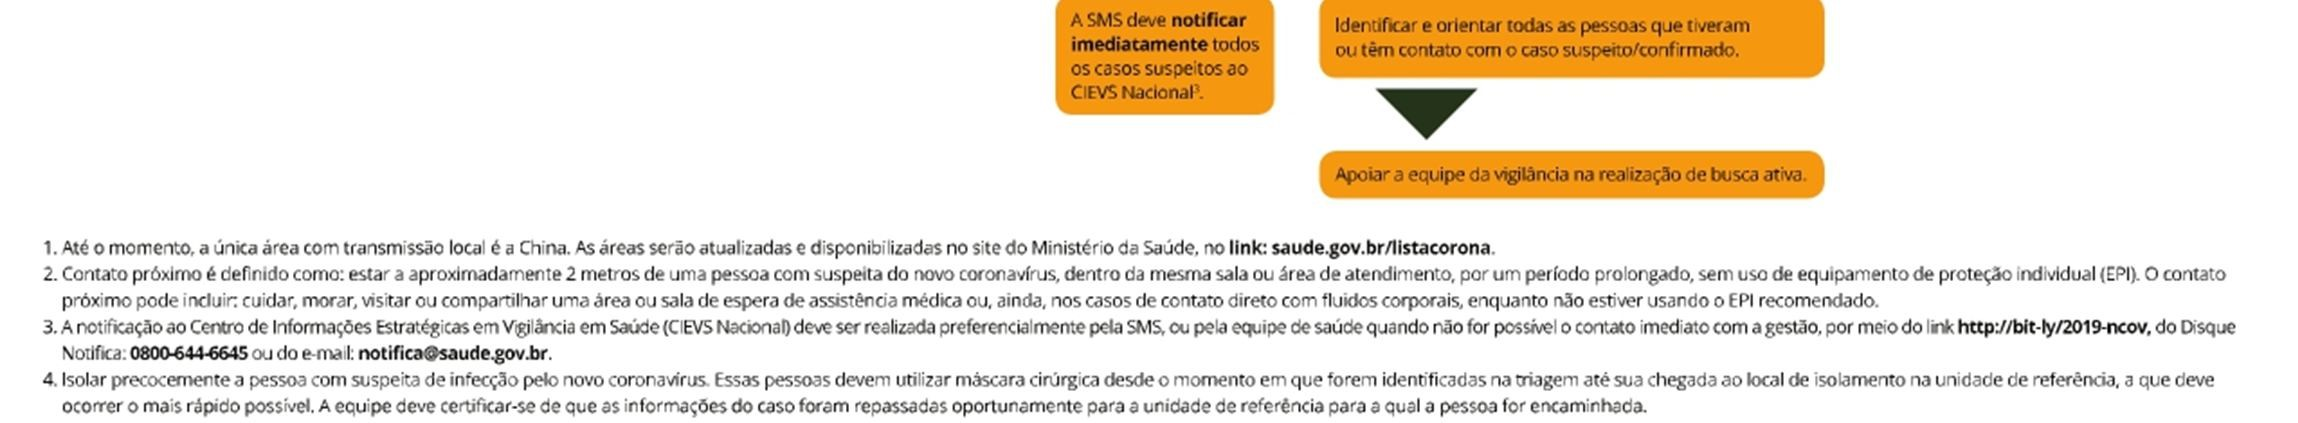 A SMS deve notificar
imediatamente todos
os casos suspeitos ao
CIEVS Nacional³.
Identificar e orientar todas as pessoas que tiveram
ou têm contato com o caso suspeito/confirmado.
Apoiar a equipe da vigilância na realização de busca ativa.
1. Até o momento, a única área com transmissão local é a China. As áreas serão atualizadas e disponibilizadas no site do Ministério da Saúde, no link: saude.gov.br/listacorona.
2. Contato próximo é definido como: estar a aproximadamente 2 metros de uma pessoa com suspeita do novo coronavírus, dentro da mesma sala ou área de atendimento, por um período prolongado, sem uso de equipamento de proteção individual (EPI). O contato
próximo pode incluir: cuidar, morar, visitar ou compartilhar uma área ou sala de espera de assistência médica ou, ainda, nos casos de contato direto com fluidos corporais, enquanto não estiver usando o EPI recomendado.
3. A notificação ao Centro de Informações Estratégicas em Vigilância em Saúde (CIEVS Nacional) deve ser realizada preferencialmente pela SMS, ou pela equipe de saúde quando não for possível o contato imediato com a gestão, por meio do link http://bit-ly/2019-ncov, do Disque
Notifica: 0800-644-6645 ou do e-mail: notifica@saude.gov.br.
4. Isolar precocemente a pessoa com suspeita de infecção pelo novo coronavírus. Essas pessoas devem utilizar máscara cirúrgica desde o momento em que forem identificadas na triagem até sua chegada ao local de isolamento na unidade de referência, a que deve
ocorrer o mais rápido possível. A equipe deve certificar-se de que as informações do caso foram repassadas oportunamente para a unidade de referência para a qual a pessoa for encaminhada.